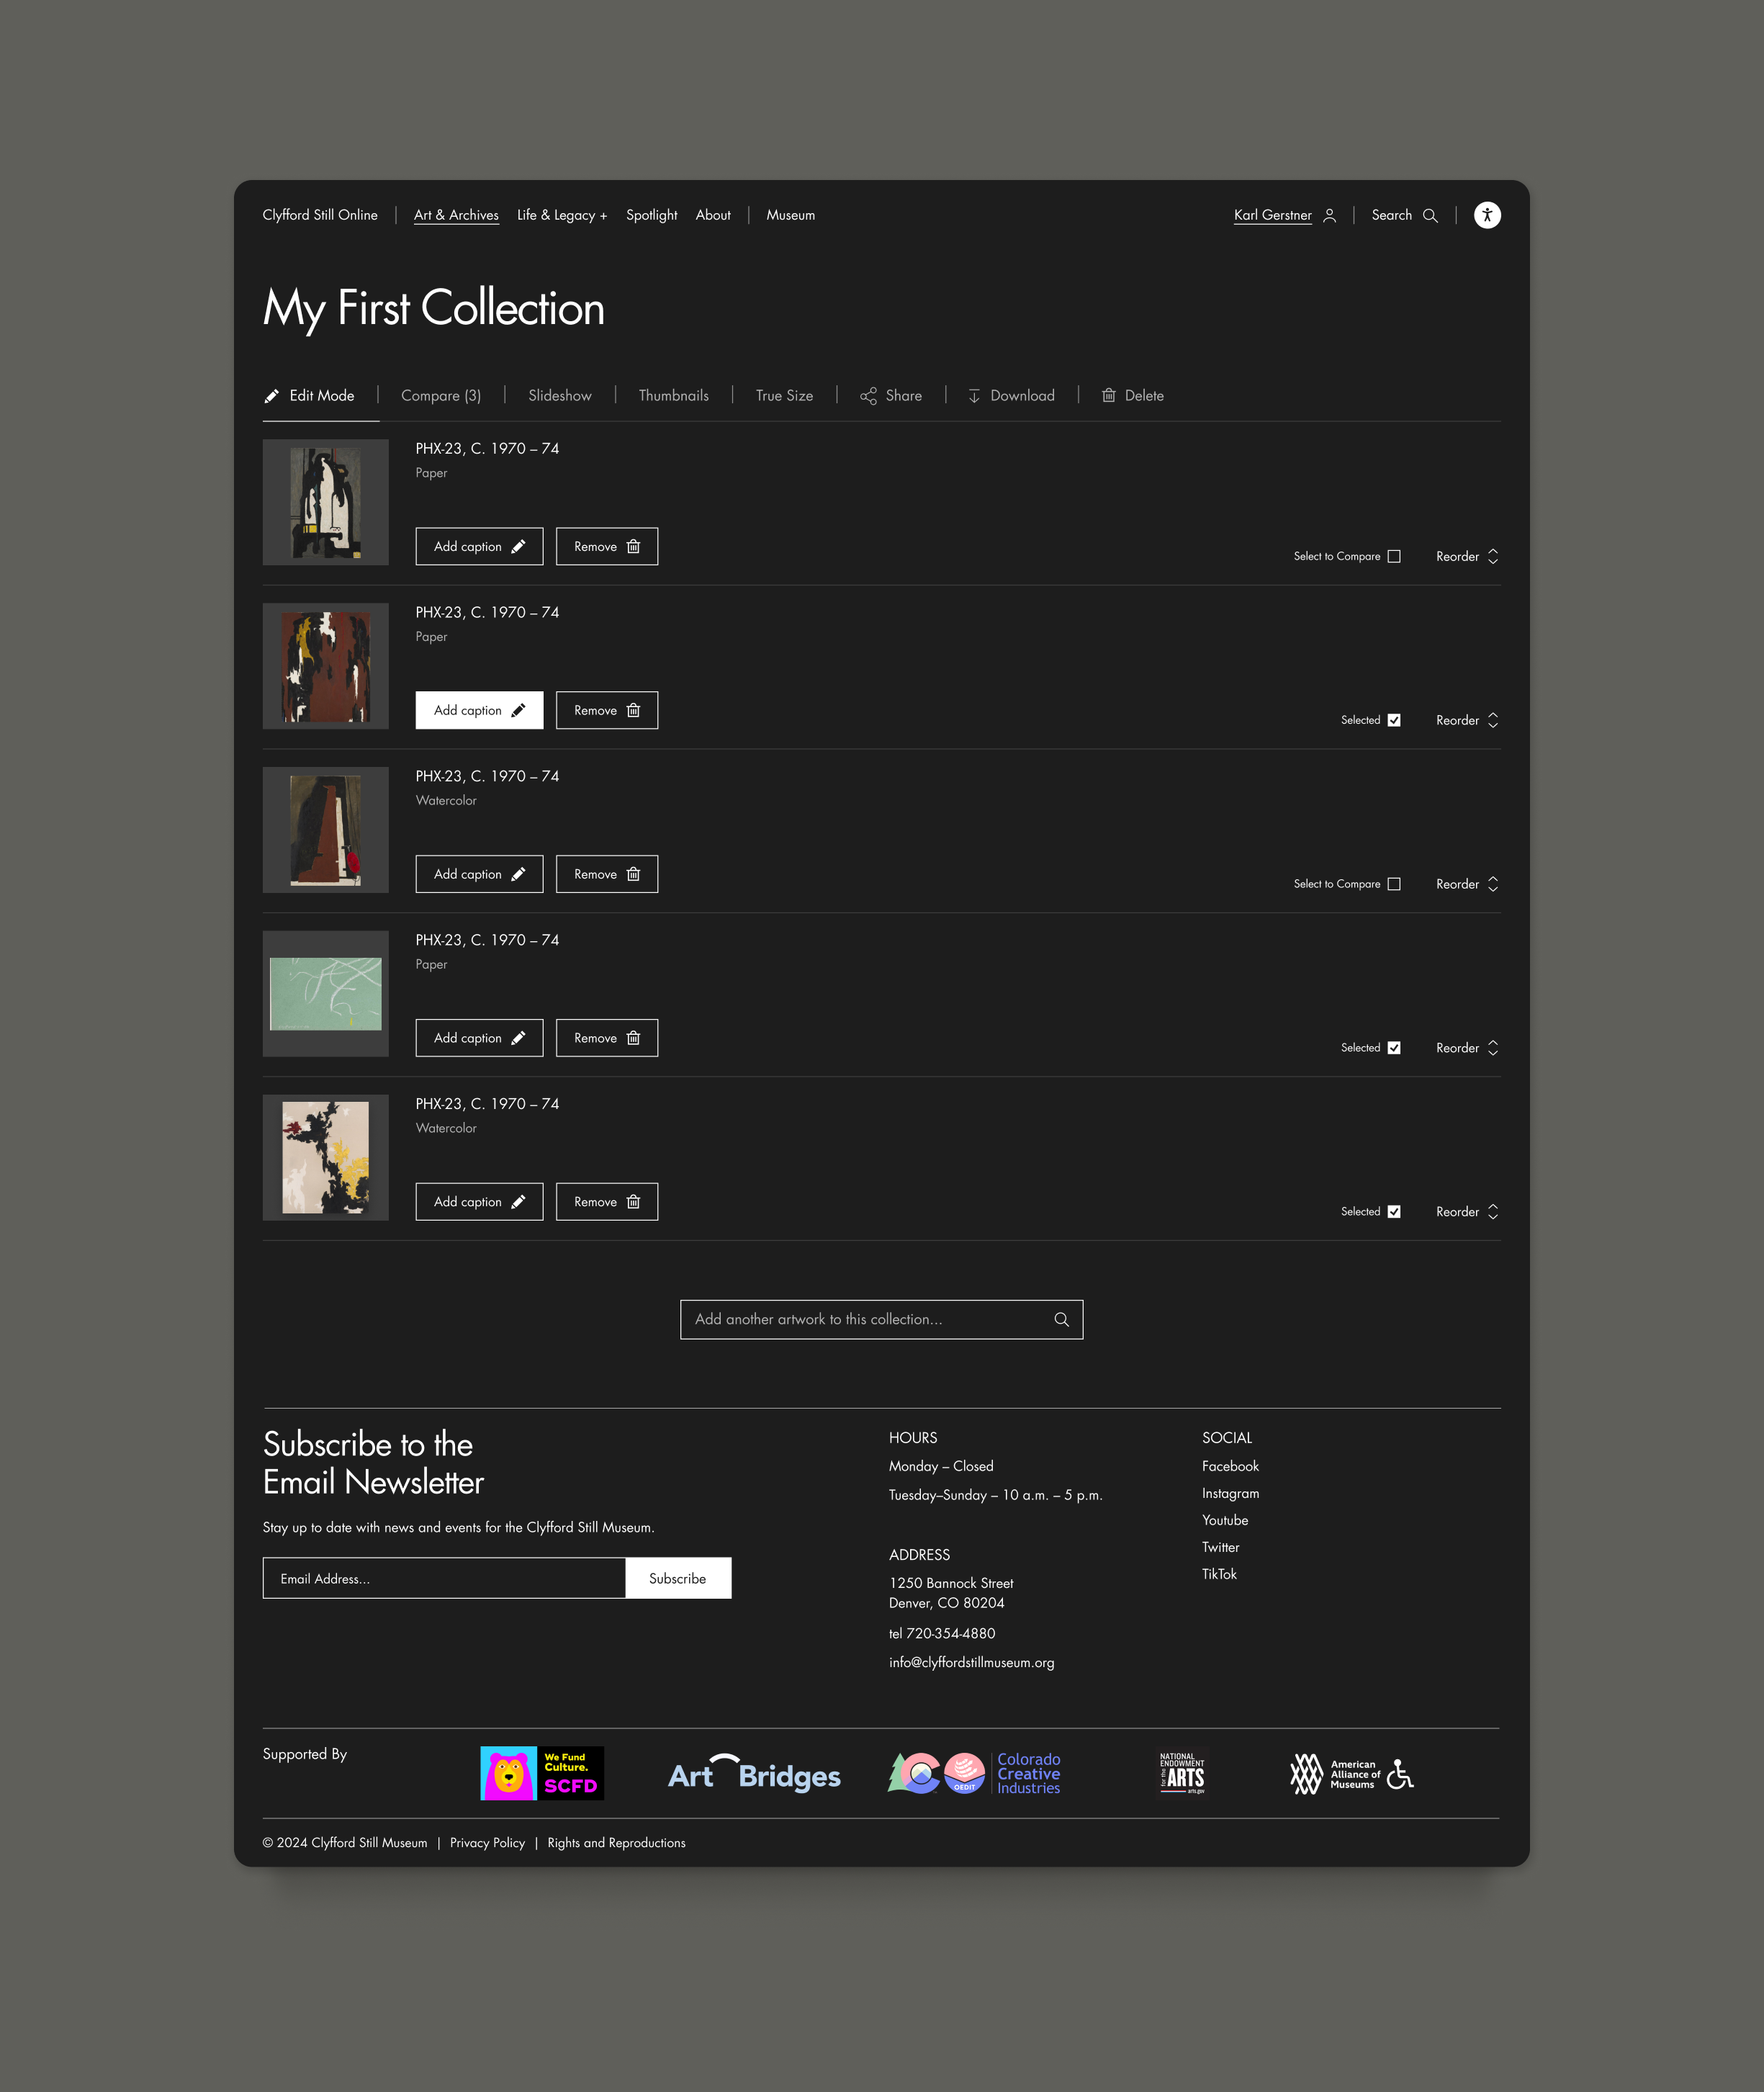 Clyfford Still Online | Art & Archives Life & Legacy + Spotlight About | Museum Karl Gerstner | Search |
My First Collection
Edit Mode | Compare (3) | Slideshow | Thumbnails | True Size | Share | Download | Delete
PHX-23, C. 1970 – 74
Paper
Add caption Remove
Select to Compare Reorder
PHX-23, C. 1970 – 74
Paper
Add caption Remove
Selected Reorder
PHX-23, C. 1970 – 74
Watercolor
Add caption Remove
Select to Compare Reorder
PHX-23, C. 1970 – 74
Paper
Add caption Remove
Selected Reorder
PHX-23, C. 1970 – 74
Watercolor
Add caption Remove
Selected Reorder
Add another artwork to this collection...
Subscribe to the
Email Newsletter
Stay up to date with news and events for the Clyfford Still Museum.
Email Address... Subscribe
HOURS
Monday – Closed
Tuesday–Sunday – 10 a.m. – 5 p.m.
ADDRESS
1250 Bannock Street
Denver, CO 80204
tel 720-354-4880
info@clyffordstillmuseum.org
SOCIAL
Facebook
Instagram
Youtube
Twitter
TikTok
Supported By
We Fund
Culture.
SCFD
Art Bridges
OEDIT
Colorado
Creative
Industries
NATIONAL
ENDOWMENT
for the ARTS
arts.gov
American
Alliance of
Museums
© 2024 Clyfford Still Museum | Privacy Policy | Rights and Reproductions